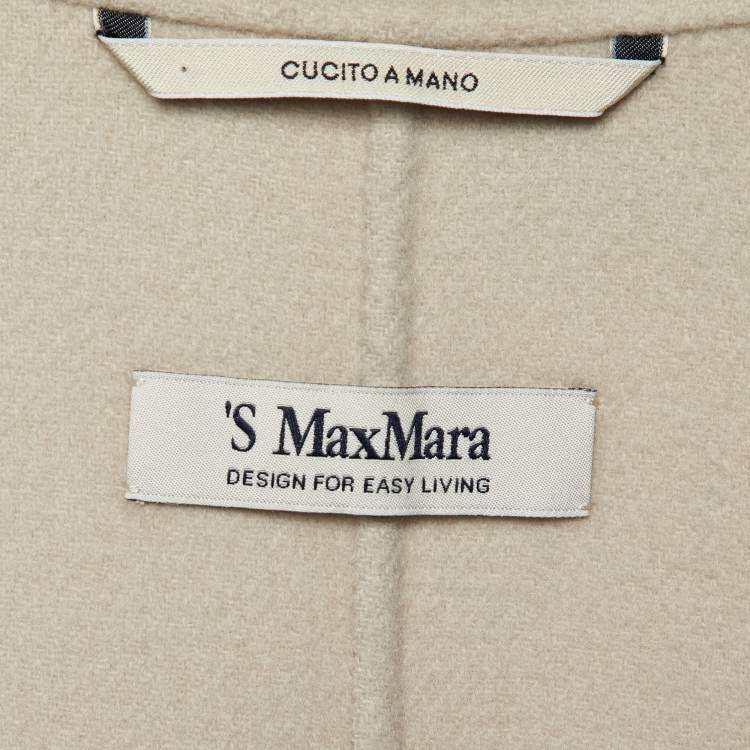 CUCITO A MANO
'S MaxMara
DESIGN FOR EASY LIVING